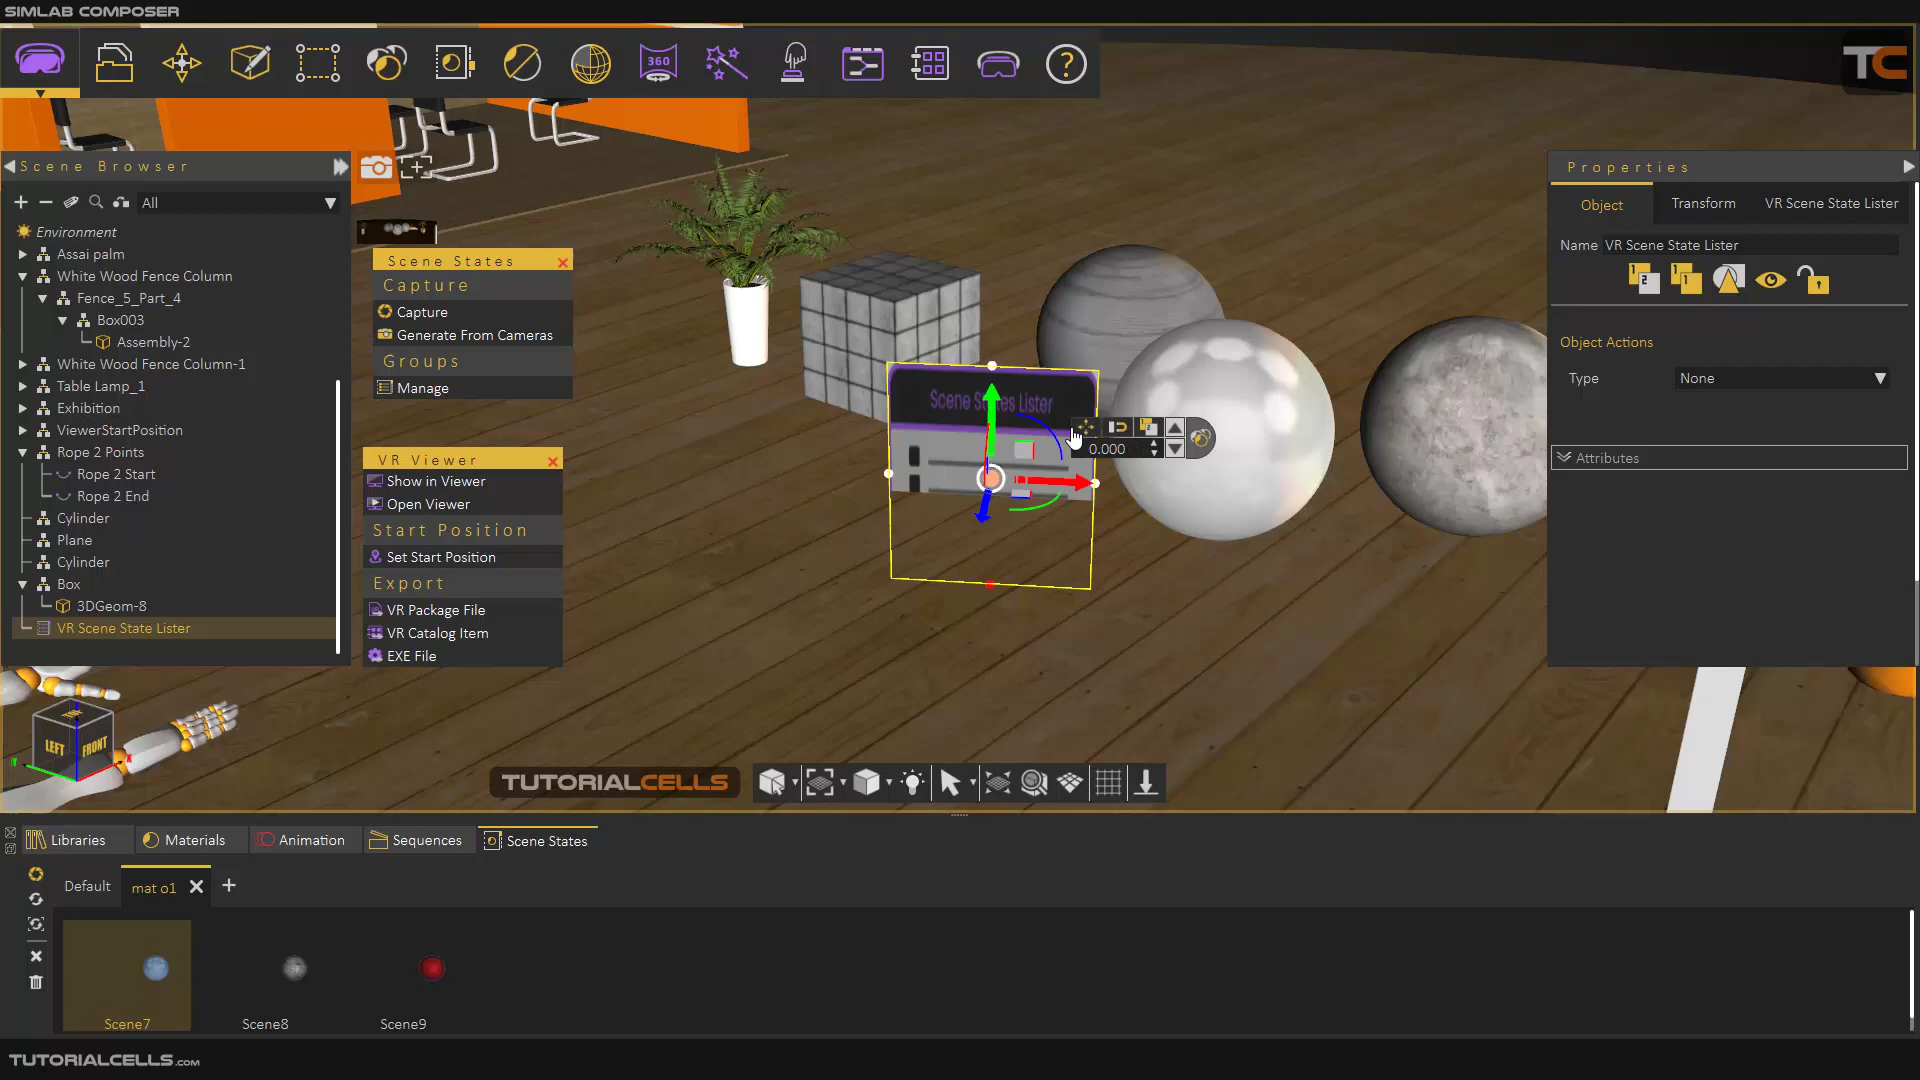 SIMLAB COMPOSER
360
?
TC
Scene Browser
All
Environment
Assai palm
White Wood Fence Column
Fence_5_Part_4
Box003
Assembly-2
White Wood Fence Column-1
Table Lamp_1
Exhibition
ViewerStartPosition
Rope 2 Points
Rope 2 Start
Rope 2 End
Cylinder
Plane
Cylinder
Box
3DGeom-8
VR Scene State Lister
Scene States
Capture
Capture
Generate From Cameras
Groups
Manage
VR Viewer
Show in Viewer
Open Viewer
Start Position
Set Start Position
Export
VR Package File
VR Catalog Item
EXE File
Scene States Lister
0.000
Properties
Object
Transform
VR Scene State Lister
Name
VR Scene State Lister
Object Actions
Type
None
Attributes
LEFT
FRONT
TUTORIALCELLS
Libraries
Materials
Animation
Sequences
Scene States
Default
mat o1
Scene7
Scene8
Scene9
TUTORIALCELLS.com